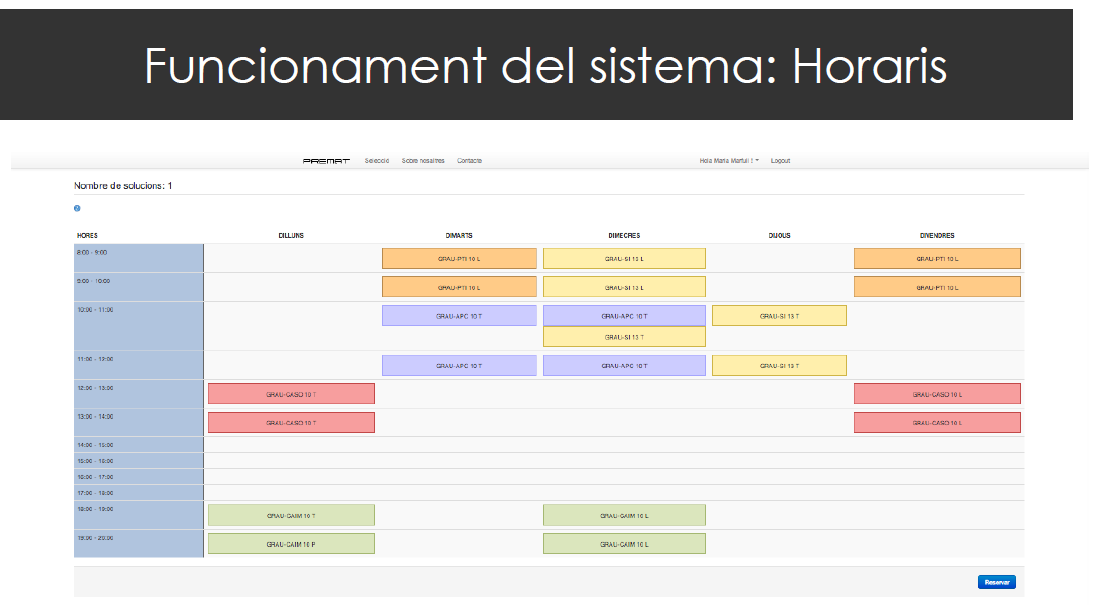 Funcionament del sistema: Horaris
PREMAT Selecció Sobre nosaltres Contacte Hola Maria Martull ! Logout
Nombre de solucions: 1
HORES DILLUNS DIMARTS DIMECRES DIJOUS DIVENDRES
8:00 - 9:00 GRAU-PTI 10 L GRAU-SI 13 L GRAU-PTI 10 L
9:00 - 10:00 GRAU-PTI 10 L GRAU-SI 13 L GRAU-PTI 10 L
10:00 - 11:00 GRAU-APC 10 T GRAU-APC 10 T GRAU-SI 13 T
GRAU-SI 13 T
11:00 - 12:00 GRAU-APC 10 T GRAU-APC 10 T GRAU-SI 13 T
12:00 - 13:00 GRAU-CASO 10 T GRAU-CASO 10 L
13:00 - 14:00 GRAU-CASO 10 T GRAU-CASO 10 L
14:00 - 15:00
15:00 - 16:00
16:00 - 17:00
17:00 - 18:00
18:00 - 19:00 GRAU-CAIM 10 T GRAU-CAIM 10 L
19:00 - 20:00 GRAU-CAIM 10 P GRAU-CAIM 10 L
Reservar